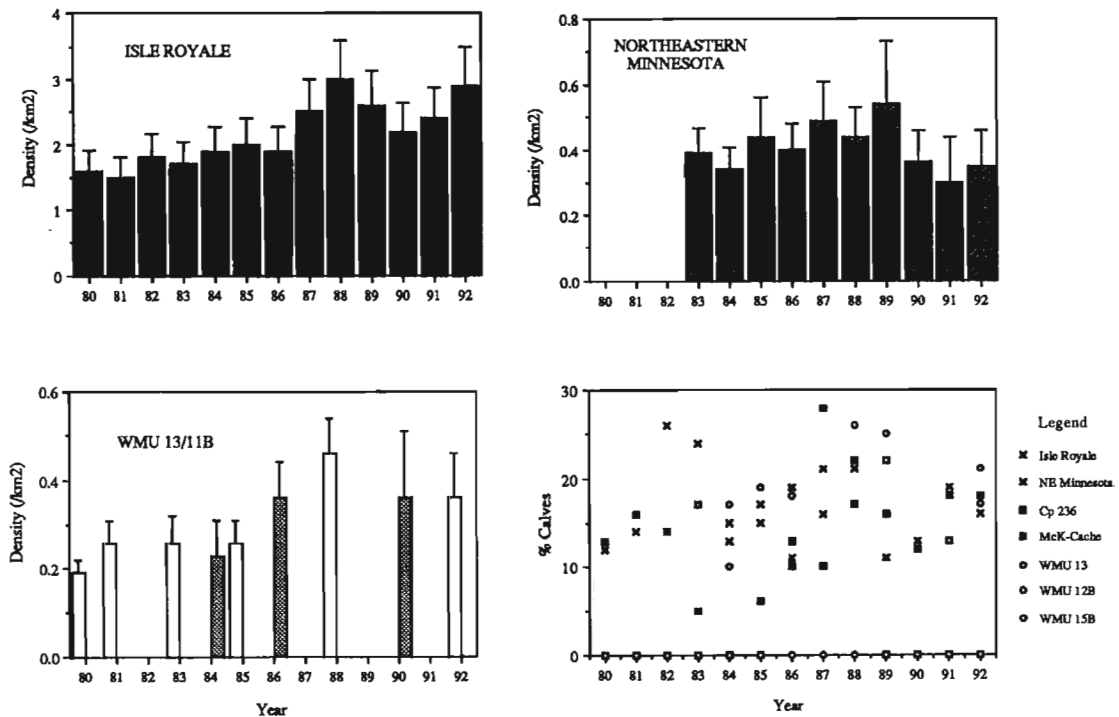 ISLE ROYALE
Density (/km2)
4
3
2
1
0
80 81 82 83 84 85 86 87 88 89 90 91 92
NORTHEASTERN
MINNESOTA
Density (/km2)
0.8
0.6
0.4
0.2
0.0
80 81 82 83 84 85 86 87 88 89 90 91 92
WMU 13/11B
Density (/km2)
0.6
0.4
0.2
0.0
80 81 82 83 84 85 86 87 88 89 90 91 92
Year
% Calves
30
20
10
0
80 81 82 83 84 85 86 87 88 89 90 91 92
Year
Legend
Isle Royale
NE Minnesota
Cp 236
McK-Cache
WMU 13
WMU 12B
WMU 15B